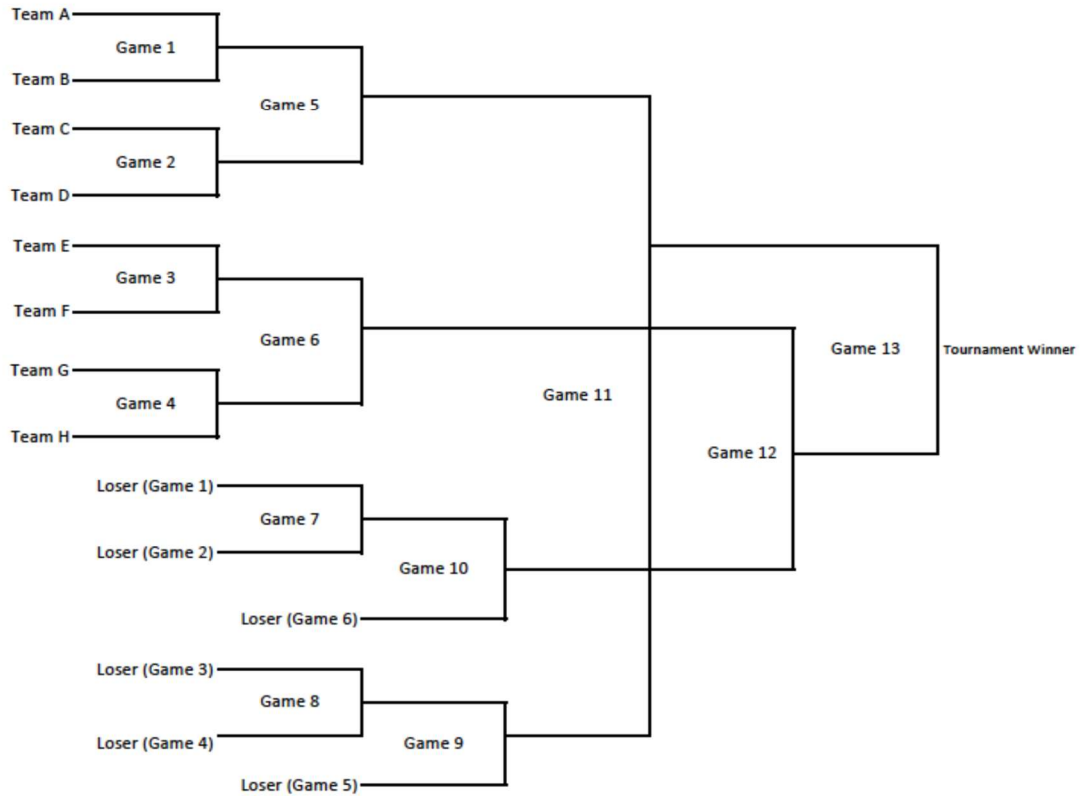 Team A
Game 1
Team B
Game 5
Team C
Game 2
Team D
Team E
Game 3
Team F
Game 6
Team G
Game 4
Team H
Game 11
Game 13
Tournament Winner
Game 12
Loser (Game 1)
Game 7
Loser (Game 2)
Game 10
Loser (Game 6)
Loser (Game 3)
Game 8
Loser (Game 4)
Game 9
Loser (Game 5)